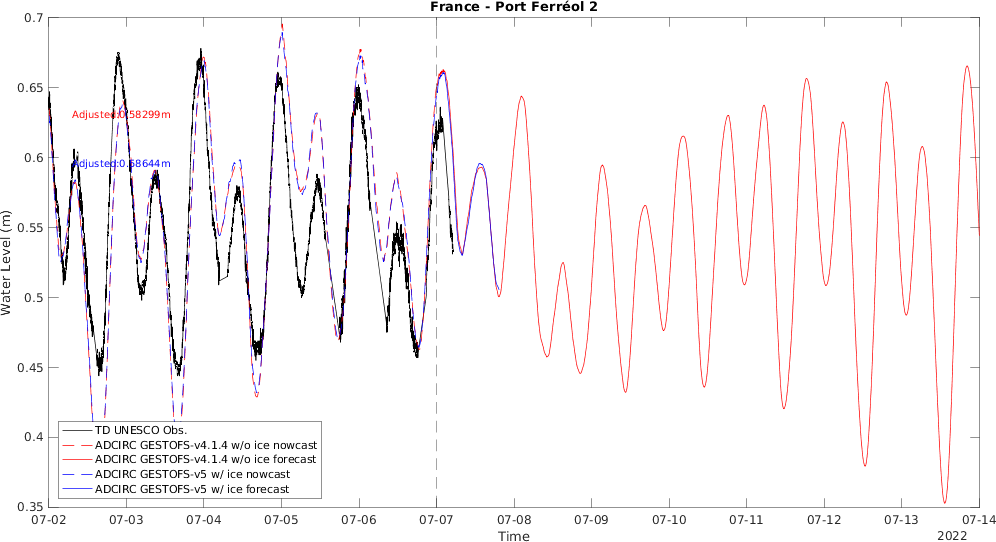 France - Port Ferréol 2
0.7
0.65
0.6
0.55
0.5
0.45
0.4
0.35
Water Level (m)
Adjusted:0.58299m
Adjusted:0.68644m
TD UNESCO Obs.
ADCIRC GESTOFS-v4.1.4 w/o ice nowcast
ADCIRC GESTOFS-v4.1.4 w/o ice forecast
ADCIRC GESTOFS-v5 w/ ice nowcast
ADCIRC GESTOFS-v5 w/ ice forecast
07-02 07-03 07-04 07-05 07-06 07-07 07-08 07-09 07-10 07-11 07-12 07-13 07-14
Time
2022